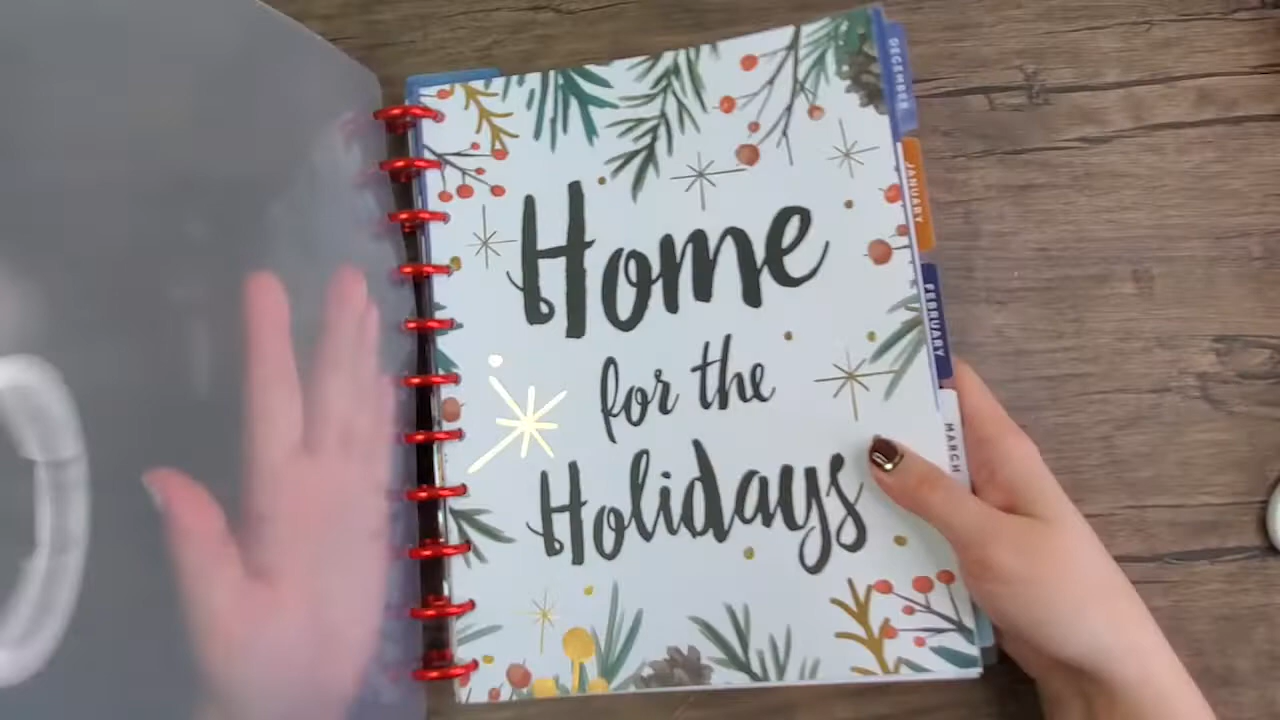 Home
for the
Holidays
DECEMBER
JANUARY
FEBRUARY
MARCH